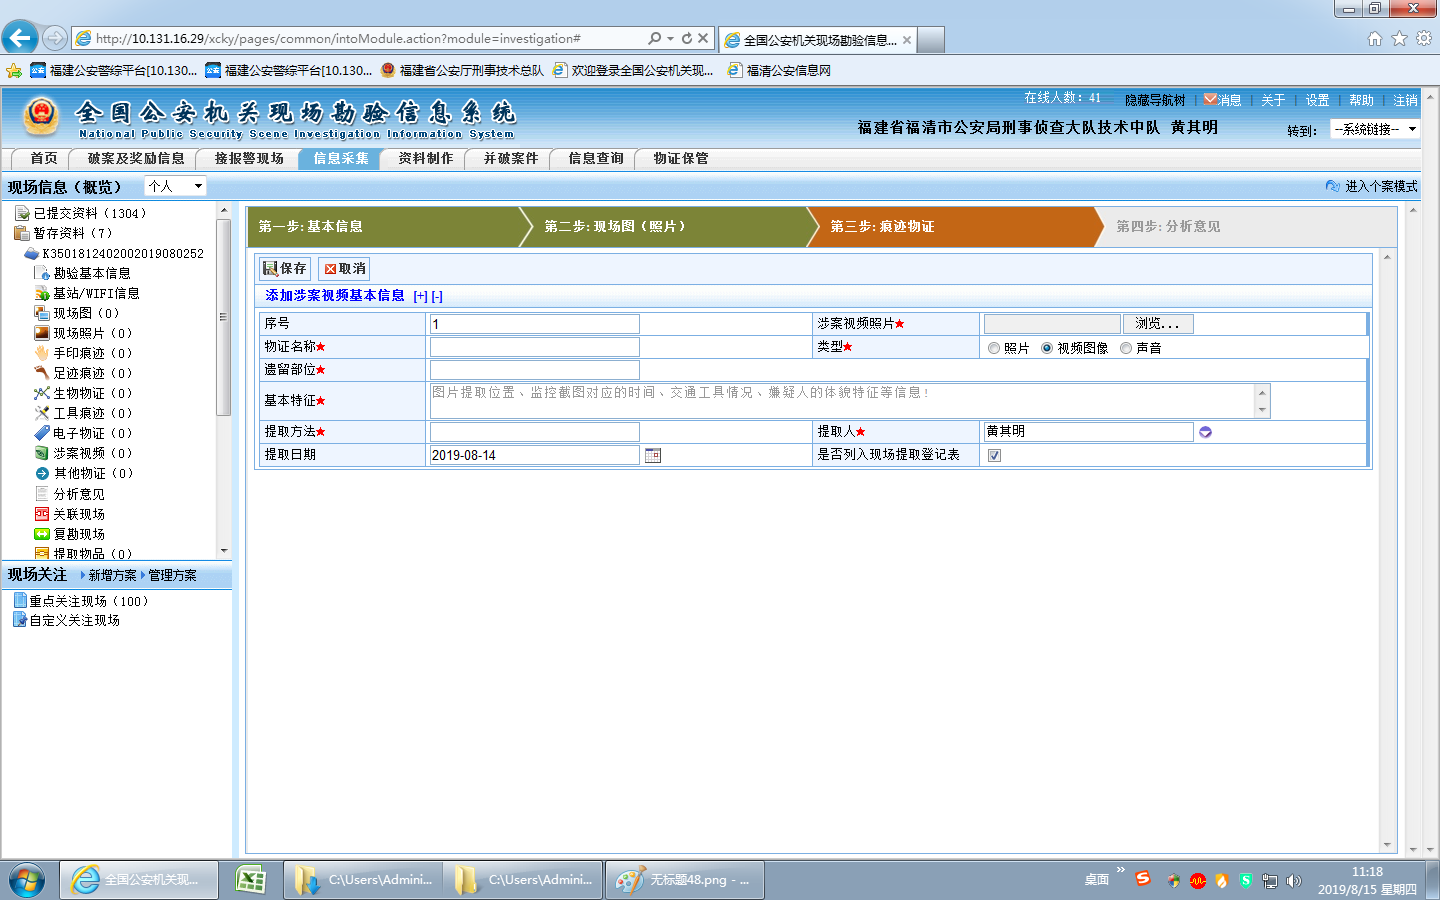 http://10.131.16.29/xcky/pages/common/intoModule.action?module=investigation#
全国公安机关现场勘验信息...
福建公安警综平台[10.130...
福建公安警综平台[10.130...
福建省公安厅刑事技术总队
欢迎登录全国公安机关现...
福清公安信息网
全国公安机关现场勘验信息系统
National Public Security Scene Investigation Information System
在线人数：41
隐藏导航树
消息
关于
设置
帮助
注销
福建省福清市公安局刑事侦查大队技术中队 黄其明
转到：
--系统链接--
首页
破案及奖励信息
接报警现场
信息采集
资料制作
并破案件
信息查询
物证保管
现场信息（概览）
个人
进入个案模式
已提交资料（1304）
暂存资料（7）
K3501812402002019080252
勘验基本信息
基站/WIFI信息
现场图（0）
现场照片（0）
手印痕迹（0）
足迹痕迹（0）
生物物证（0）
工具痕迹（0）
电子物证（0）
涉案视频（0）
其他物证（0）
分析意见
关联现场
复勘现场
提取物品（0）
现场关注
新增方案
管理方案
重点关注现场（100）
自定义关注现场
第一步: 基本信息
第二步: 现场图（照片）
第三步: 痕迹物证
第四步: 分析意见
保存
取消
添加涉案视频基本信息 [+] [-]
序号
1
涉案视频照片★
浏览...
物证名称★
类型★
照片
视频图像
声音
遗留部位★
基本特征★
图片提取位置、监控截图对应的时间、交通工具情况、嫌疑人的体貌特征等信息！
提取方法★
提取人★
黄其明
提取日期
2019-08-14
是否列入现场提取登记表
全国公安机关现...
C:\Users\Admini...
C:\Users\Admini...
无标题48.png - ...
桌面
11:18
2019/8/15 星期四